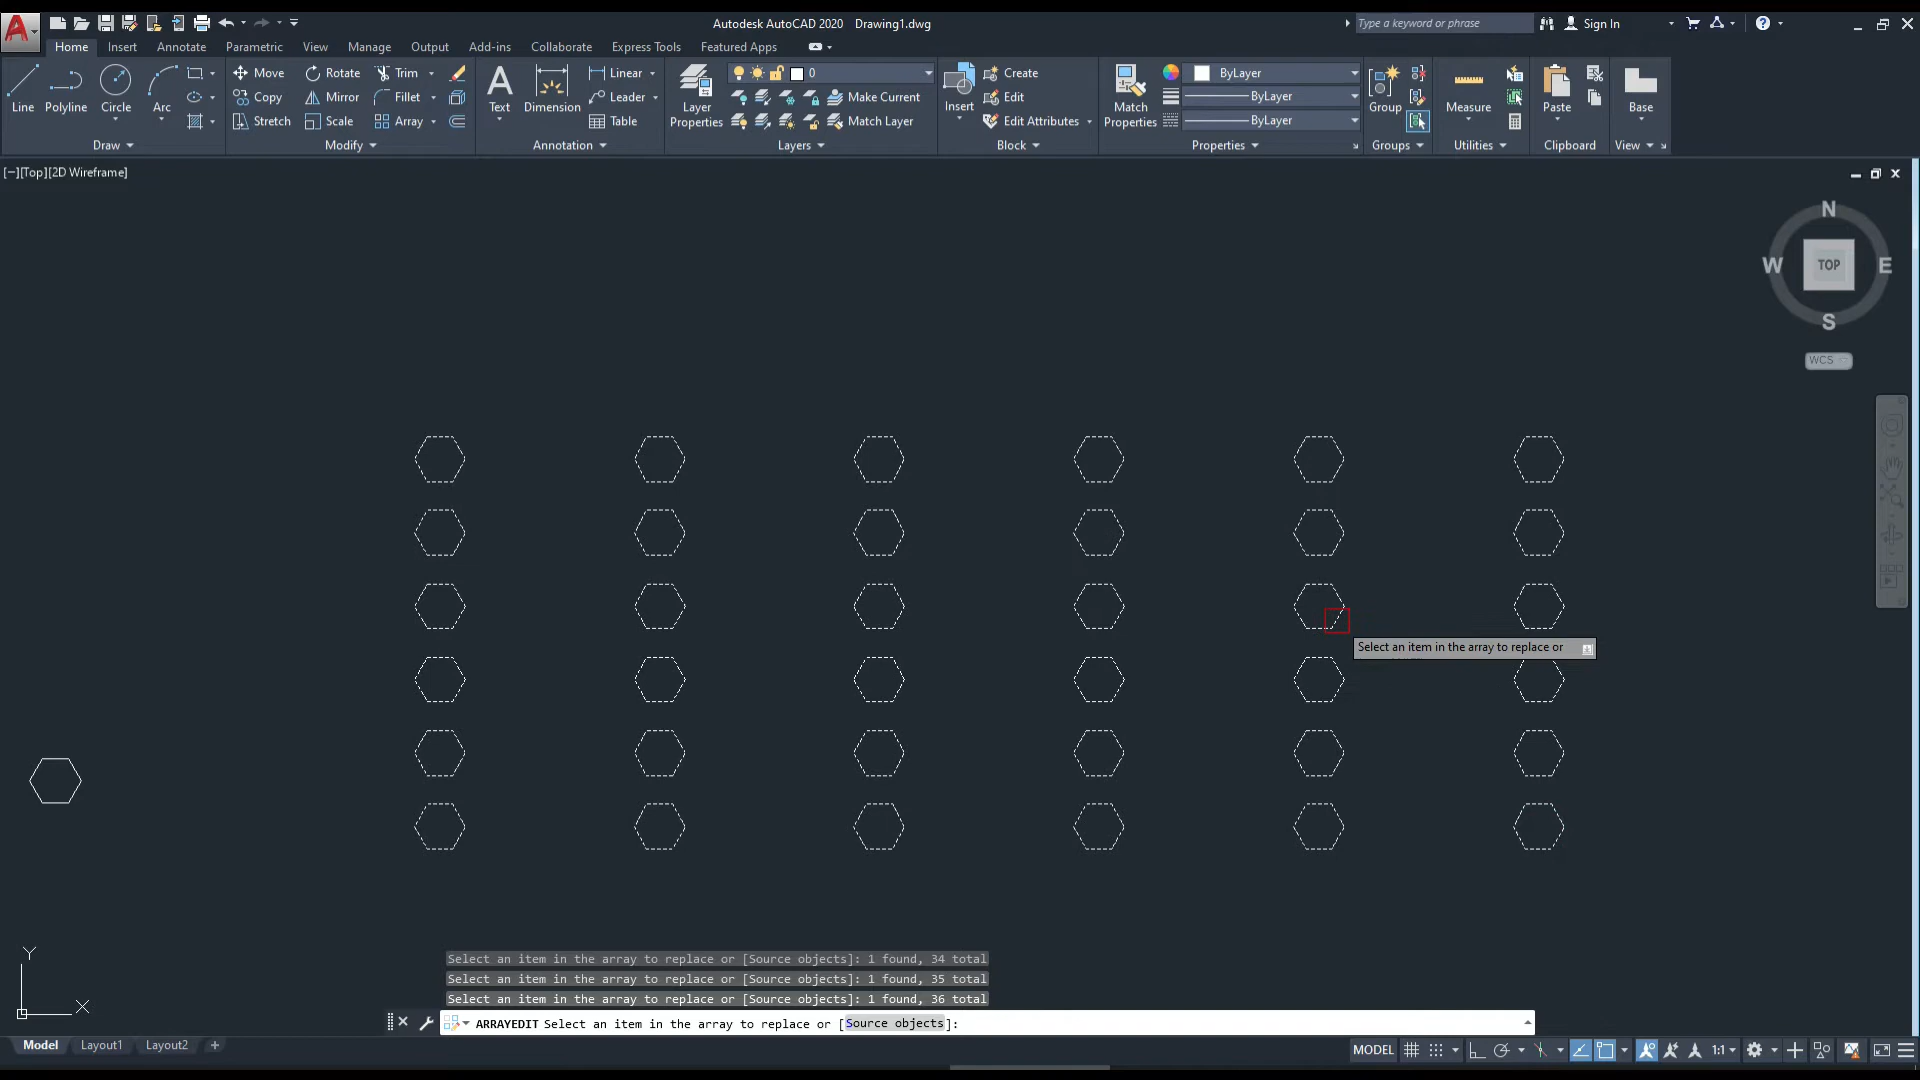 Autodesk AutoCAD 2020 Drawing1.dwg
Type a keyword or phrase
Sign In
Home Insert Annotate Parametric View Manage Output Add-ins Collaborate Express Tools Featured Apps
Line Polyline Circle Arc
Draw
Move Rotate Trim
Copy Mirror Fillet
Stretch Scale Array
Modify
Text Dimension
Linear
Leader
Table
Annotation
Layer Properties
0
Make Current
Match Layer
Layers
Insert
Create
Edit
Edit Attributes
Block
Match Properties
ByLayer
ByLayer
ByLayer
Properties
Group
Groups
Measure
Utilities
Paste
Clipboard
Base
View
[−][Top][2D Wireframe]
N
W TOP E
S
WCS
Select an item in the array to replace or
Y
X
Select an item in the array to replace or [Source objects]: 1 found, 34 total
Select an item in the array to replace or [Source objects]: 1 found, 35 total
Select an item in the array to replace or [Source objects]: 1 found, 36 total
ARRAYEDIT Select an item in the array to replace or [Source objects]:
Model Layout1 Layout2 +
MODEL
1:1